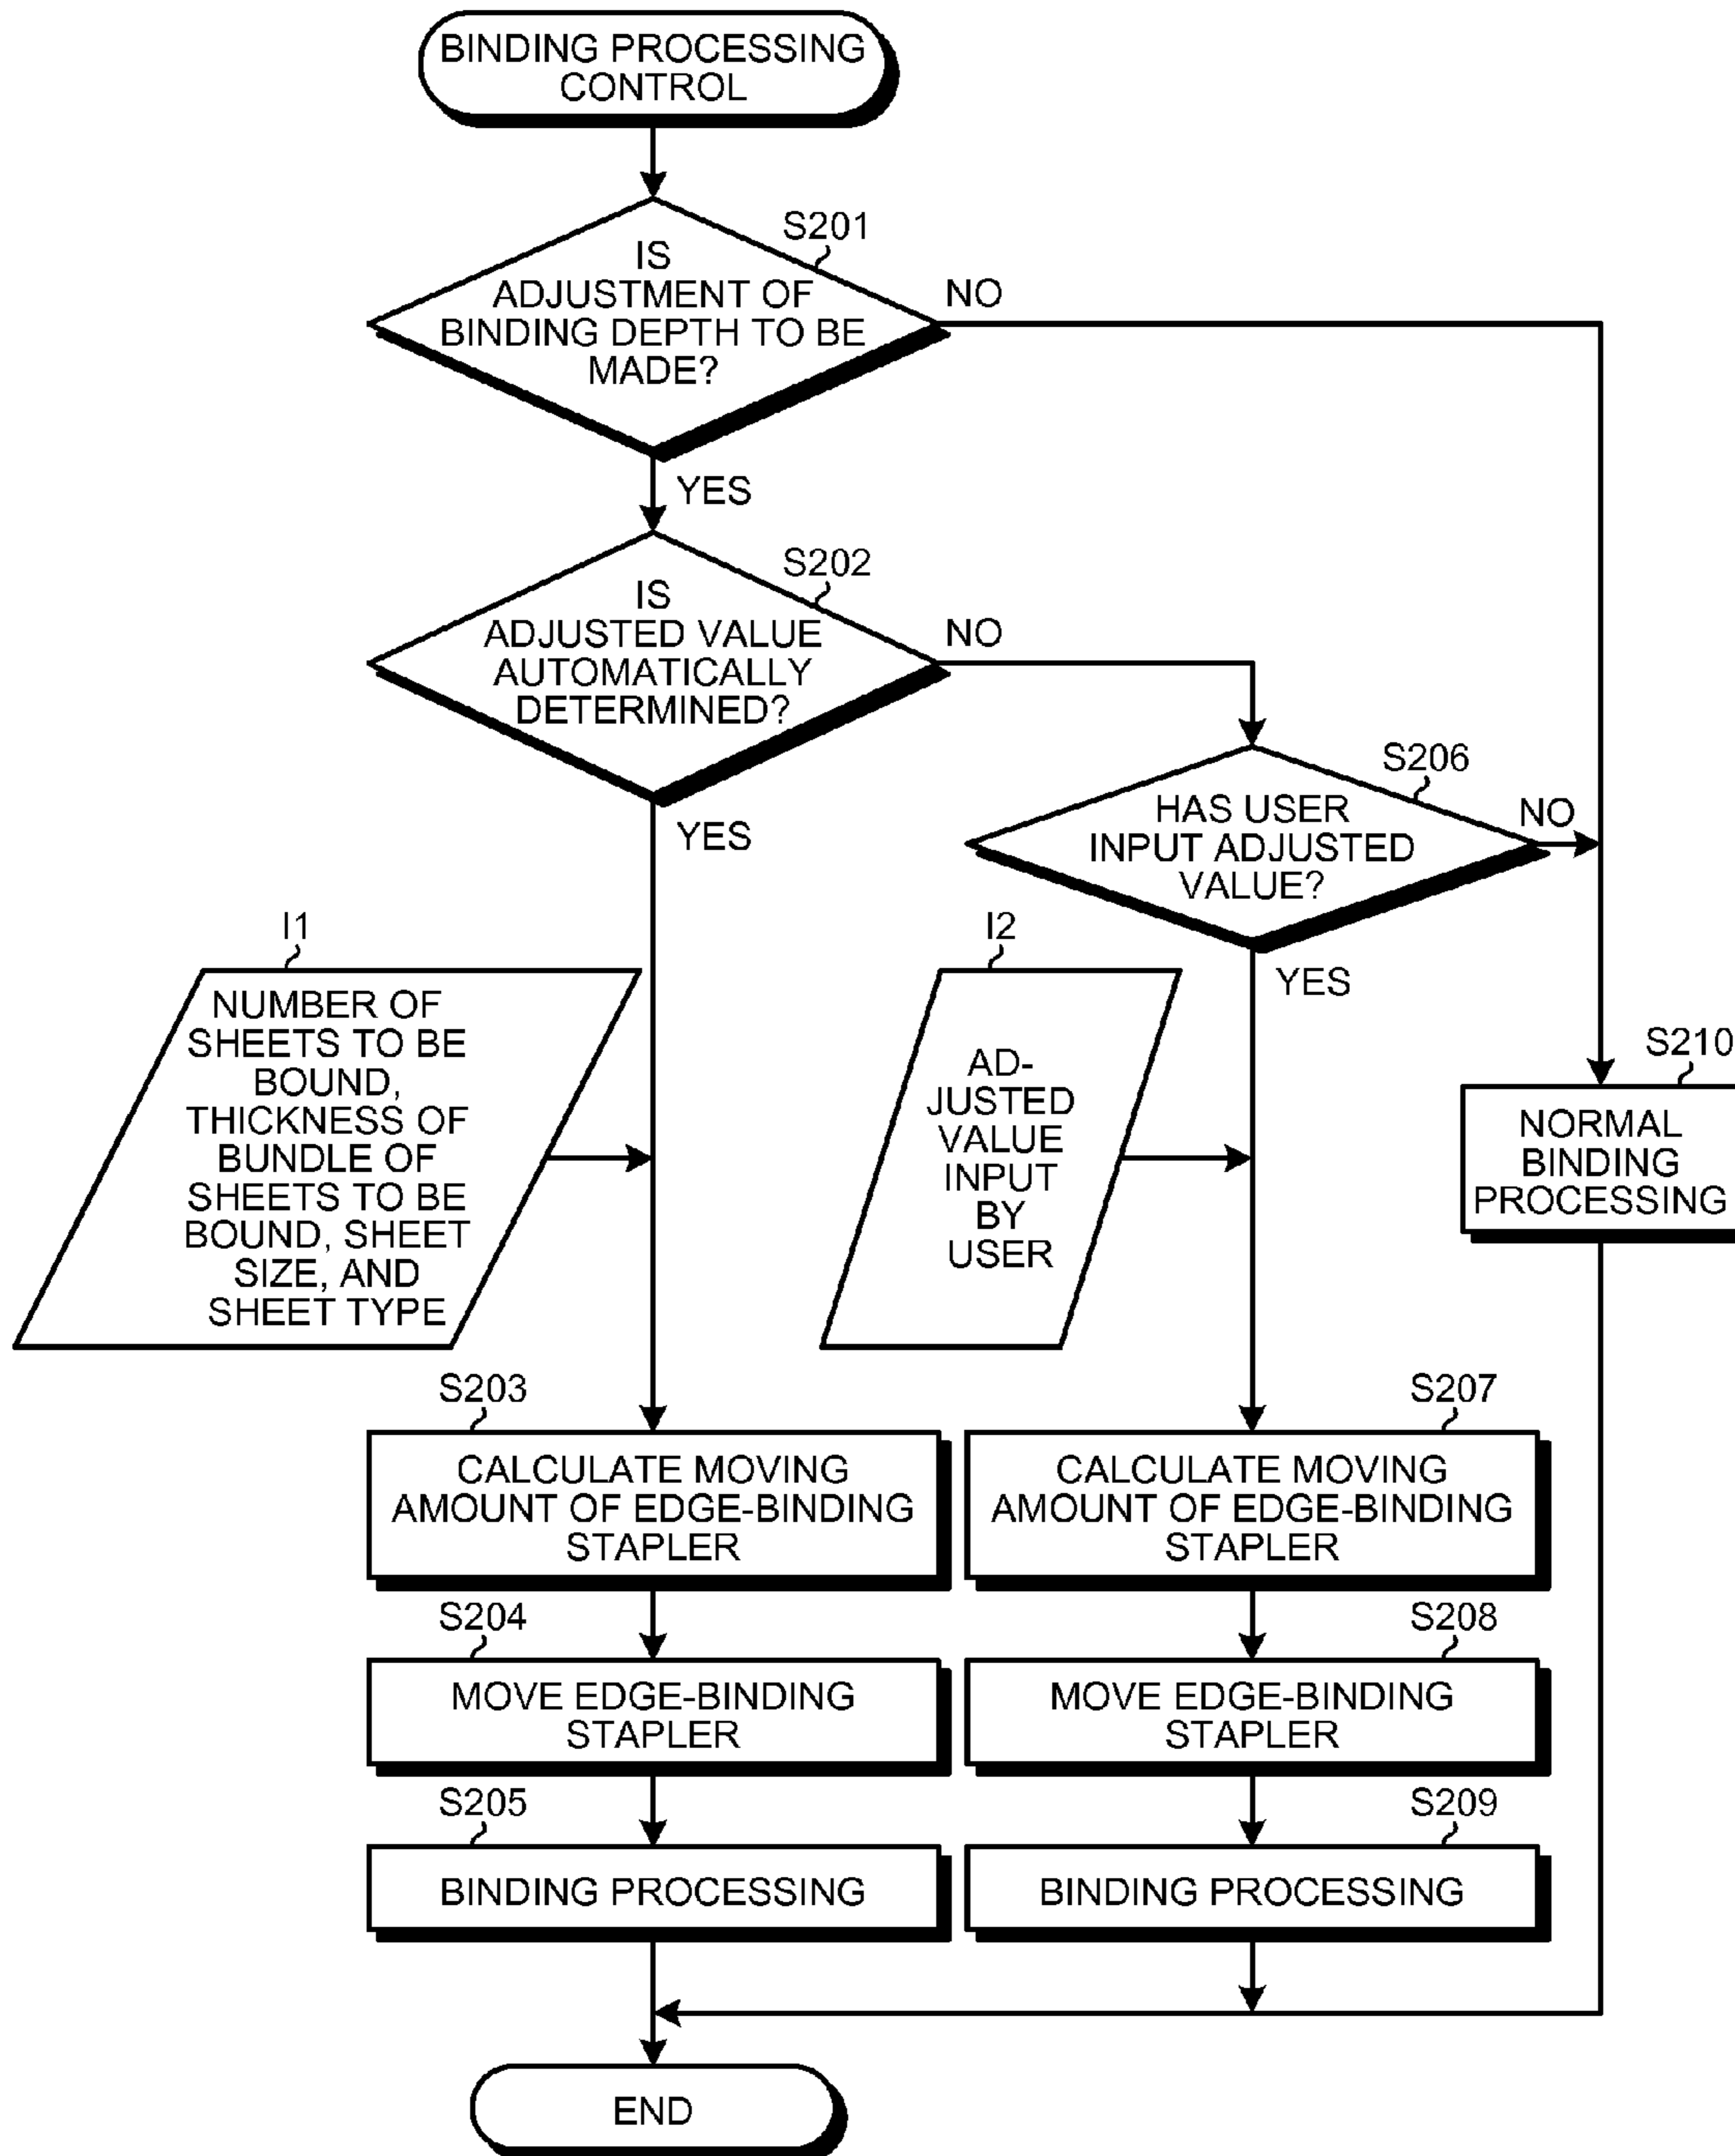 BINDING PROCESSING
CONTROL
S201
IS
ADJUSTMENT OF
BINDING DEPTH TO BE
MADE?
NO
YES
S202
IS
ADJUSTED VALUE
AUTOMATICALLY
DETERMINED?
NO
YES
S206
HAS USER
INPUT ADJUSTED
VALUE?
NO
YES
I1
NUMBER OF
SHEETS TO BE
BOUND,
THICKNESS OF
BUNDLE OF
SHEETS TO BE
BOUND, SHEET
SIZE, AND
SHEET TYPE
I2
AD-
JUSTED
VALUE
INPUT
BY
USER
S210
NORMAL
BINDING
PROCESSING
S203
CALCULATE MOVING
AMOUNT OF EDGE-BINDING
STAPLER
S207
CALCULATE MOVING
AMOUNT OF EDGE-BINDING
STAPLER
S204
MOVE EDGE-BINDING
STAPLER
S208
MOVE EDGE-BINDING
STAPLER
S205
BINDING PROCESSING
S209
BINDING PROCESSING
END